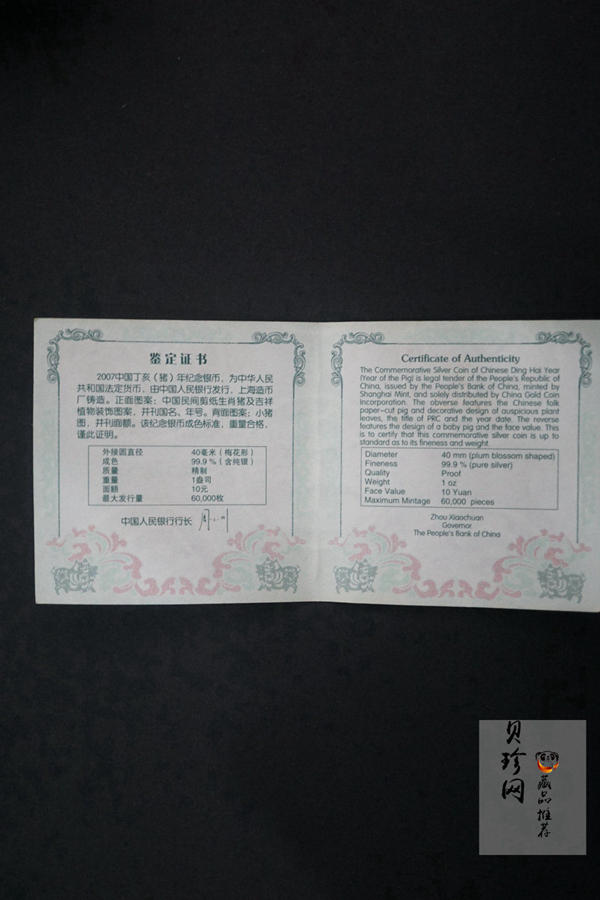 鉴定证书
2007中国丁亥（猪）年纪念银币，为中华人民
共和国法定货币，由中国人民银行发行，上海造币
厂铸造。正面图案：中国民间剪纸生肖猪及吉祥
植物装饰图案，并刊国名、年号。背面图案：小猪
图，并刊面额。该纪念银币成色标准，重量合格，
谨此证明。
外接圆直径 40毫米（梅花形）
成色 99.9％（含纯银）
质量 精制
重量 1盎司
面额 10元
最大发行量 60,000枚
中国人民银行行长
Certificate of Authenticity
The Commemorative Silver Coin of Chinese Ding Hai Year
(Year of the Pig) is legal tender of the People's Republic of
China, issued by the People's Bank of China, minted by
Shanghai Mint, and solely distributed by China Gold Coin
Incorporation. The obverse features the Chinese folk
paper-cut pig and decorative design of auspicious plant
leaves, the title of PRC and the year date. The reverse
features the design of a baby pig and the face value. This
is to certify that this commemorative silver coin is up to
standard as to its fineness and weight.
Diameter 40 mm (plum blossom shaped)
Fineness 99.9 % (pure silver)
Quality Proof
Weight 1 oz
Face Value 10 Yuan
Maximum Mintage 60,000 pieces
Zhou Xiaochuan
Governor
The People's Bank of China
贝珍网
藏品推荐